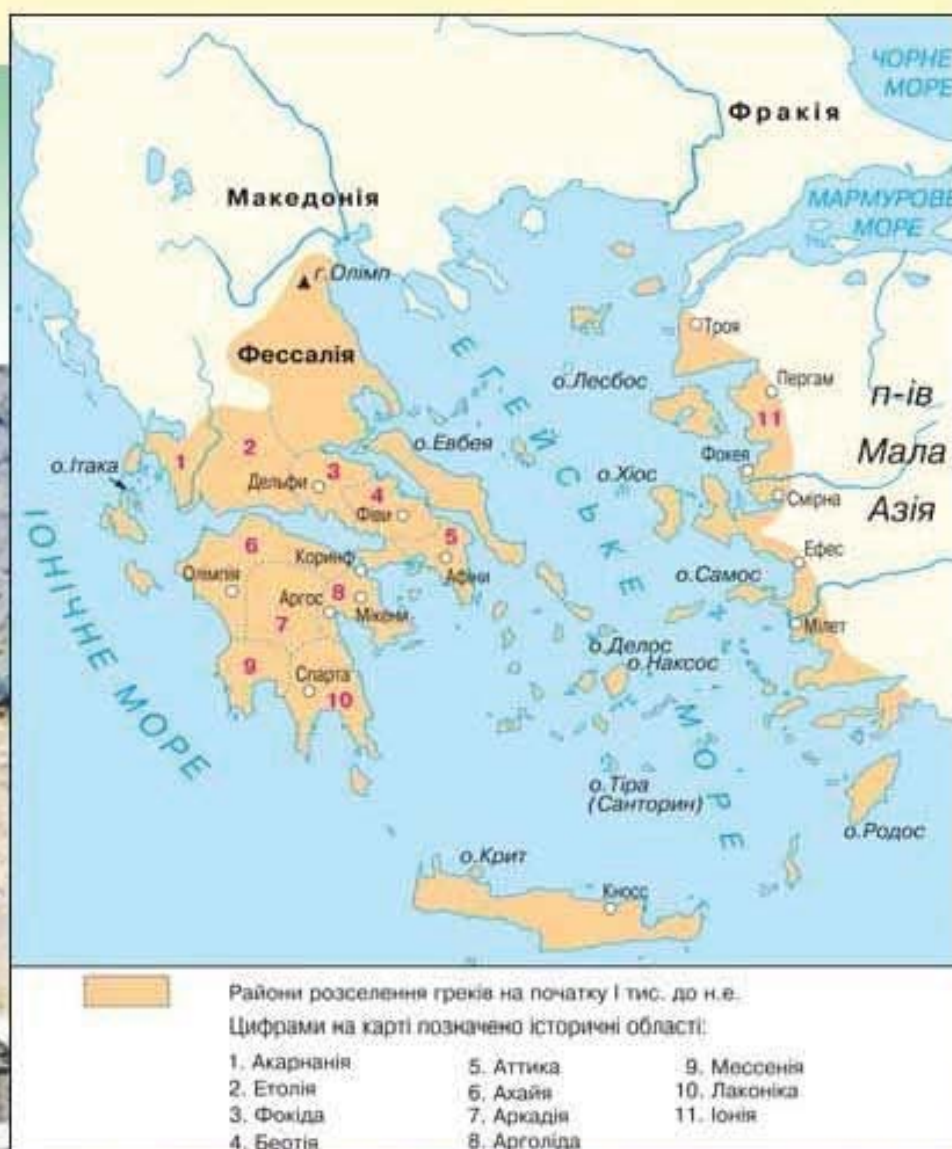 ЧОРНЕ
МОРЕ
Фракія
Македонія
МАРМУРОВЕ
МОРЕ
г.Олімп
Троя
Фессалія
о.Лесбос
Пергам
п-ів
Мала
Азія
11
ЕГЕЙСЬКЕ МОРЕ
о.Евбея
2
1
о.Ітака
3
Дельфи
Фокея
о.Хіос
4
Смірна
Фіви
5
6
Коринф
Афіни
Ефес
Олімпія
8
о.Самос
Аргос
Мікени
7
Мілет
ІОНІЧНЕ МОРЕ
о.Делос
о.Наксос
9
Спарта
10
о.Тіра
(Санторин)
о.Родос
о.Крит
Кносс
Райони розселення греків на початку І тис. до н.е.
Цифрами на карті позначено історичні області:
1. Акарнанія
2. Етолія
3. Фокіда
4. Беотія
5. Аттика
6. Ахайя
7. Аркадія
8. Арголіда
9. Мессенія
10. Лаконіка
11. Іонія